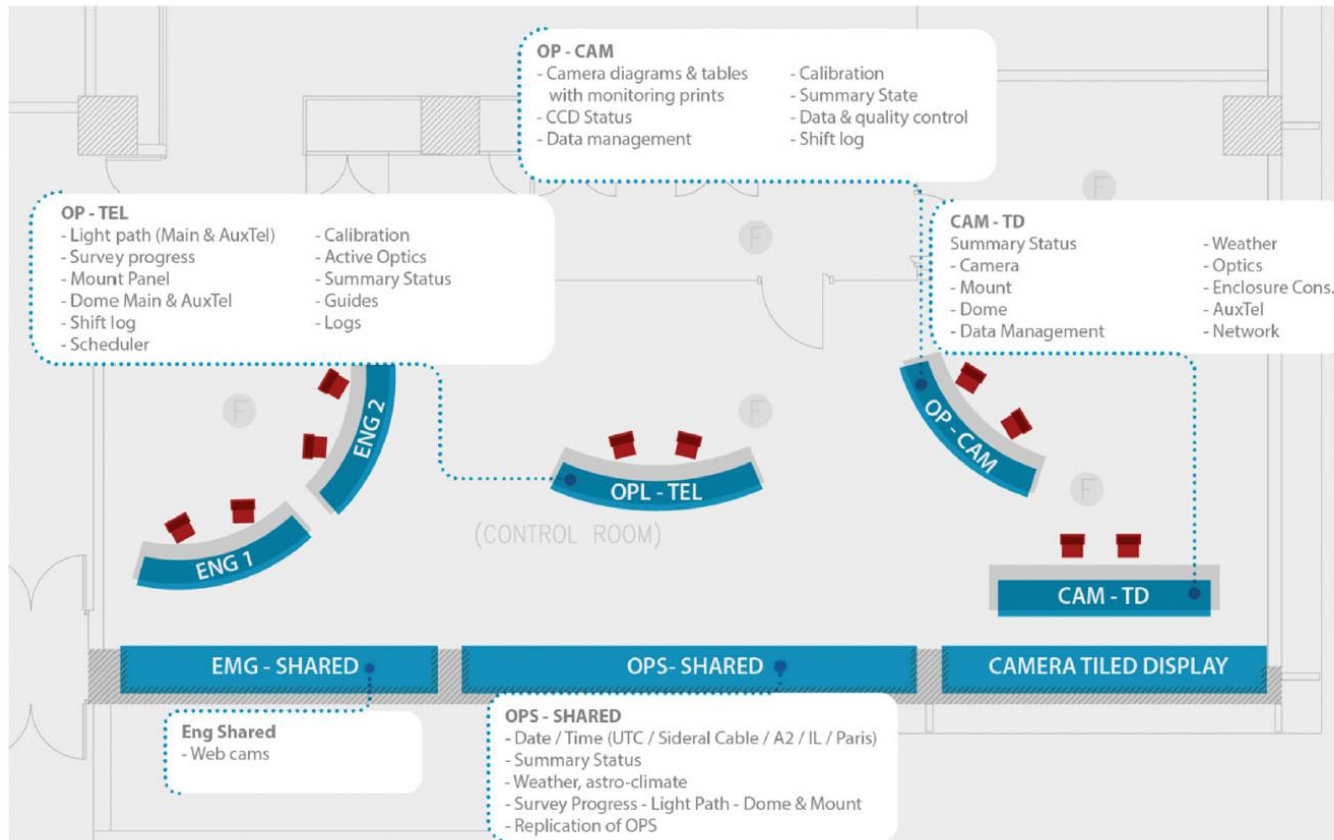 OP - CAM
- Camera diagrams & tables
with monitoring prints
- CCD Status
- Data management
- Calibration
- Summary State
- Data & quality control
- Shift log
OP - TEL
- Light path (Main & AuxTel)
- Survey progress
- Mount Panel
- Dome Main & AuxTel
- Shift log
- Scheduler
- Calibration
- Active Optics
- Summary Status
- Guides
- Logs
CAM - TD
Summary Status
- Camera
- Mount
- Dome
- Data Management
- Weather
- Optics
- Enclosure Cons.
- AuxTel
- Network
F
F
F
F
F
ENG 2
ENG 1
OPL - TEL
OP - CAM
(CONTROL ROOM)
CAM - TD
EMG - SHARED
OPS- SHARED
CAMERA TILED DISPLAY
Eng Shared
- Web cams
OPS - SHARED
- Date / Time (UTC / Sideral Cable / A2 / IL / Paris)
- Summary Status
- Weather, astro-climate
- Survey Progress - Light Path - Dome & Mount
- Replication of OPS